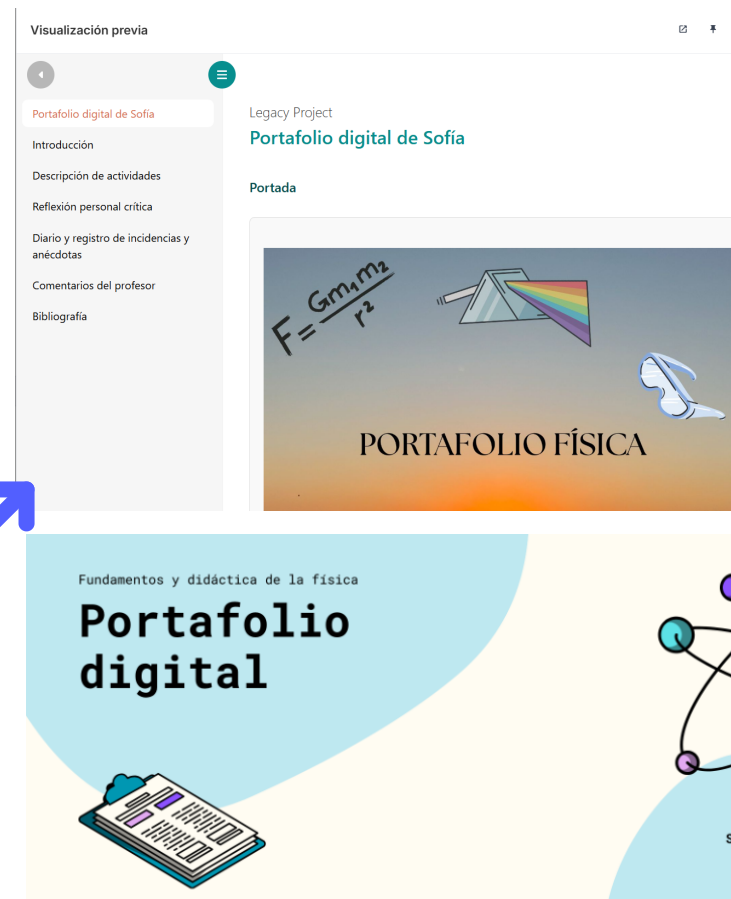 Visualización previa
Portafolio digital de Sofía
Introducción
Descripción de actividades
Reflexión personal crítica
Diario y registro de incidencias y
anécdotas
Comentarios del profesor
Bibliografía
Legacy Project
Portafolio digital de Sofía
Portada
F = Gm₁m₂ / r²
PORTAFOLIO FÍSICA
Fundamentos y didáctica de la física
Portafolio
digital